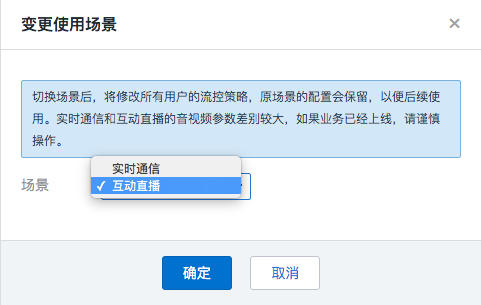 变更使用场景
切换场景后，将修改所有用户的流控策略，原场景的配置会保留，以便后续使
用。实时通信和互动直播的音视频参数差别较大，如果业务已经上线，请谨慎
操作。
实时通信
场景 ✓ 互动直播
确定 取消